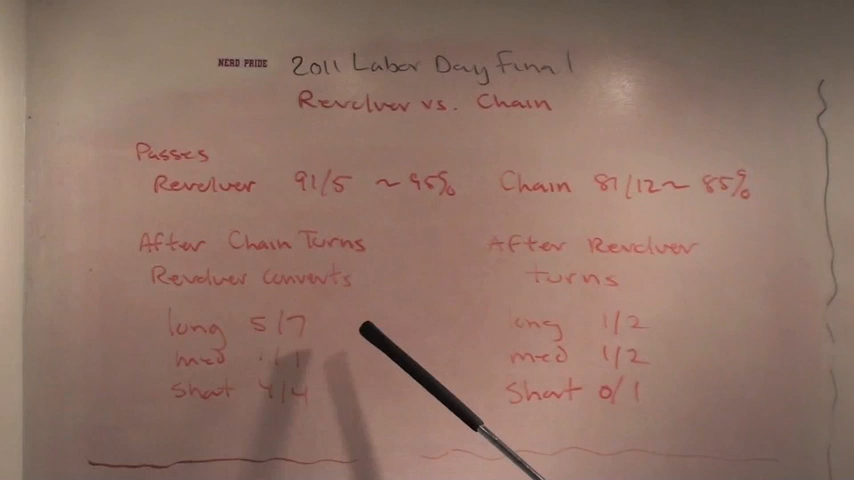 NERD PRIDE 2011 Labor Day Final
Revolver vs. Chain
Passes
Revolver 91/5 ~ 95% Chain 81/12 ~ 85%
After Chain Turns After Revolver
Revolver converts turns
long 5/7 long 1/2
med 1/1 med 1/2
Short 4/4 Short 0/1